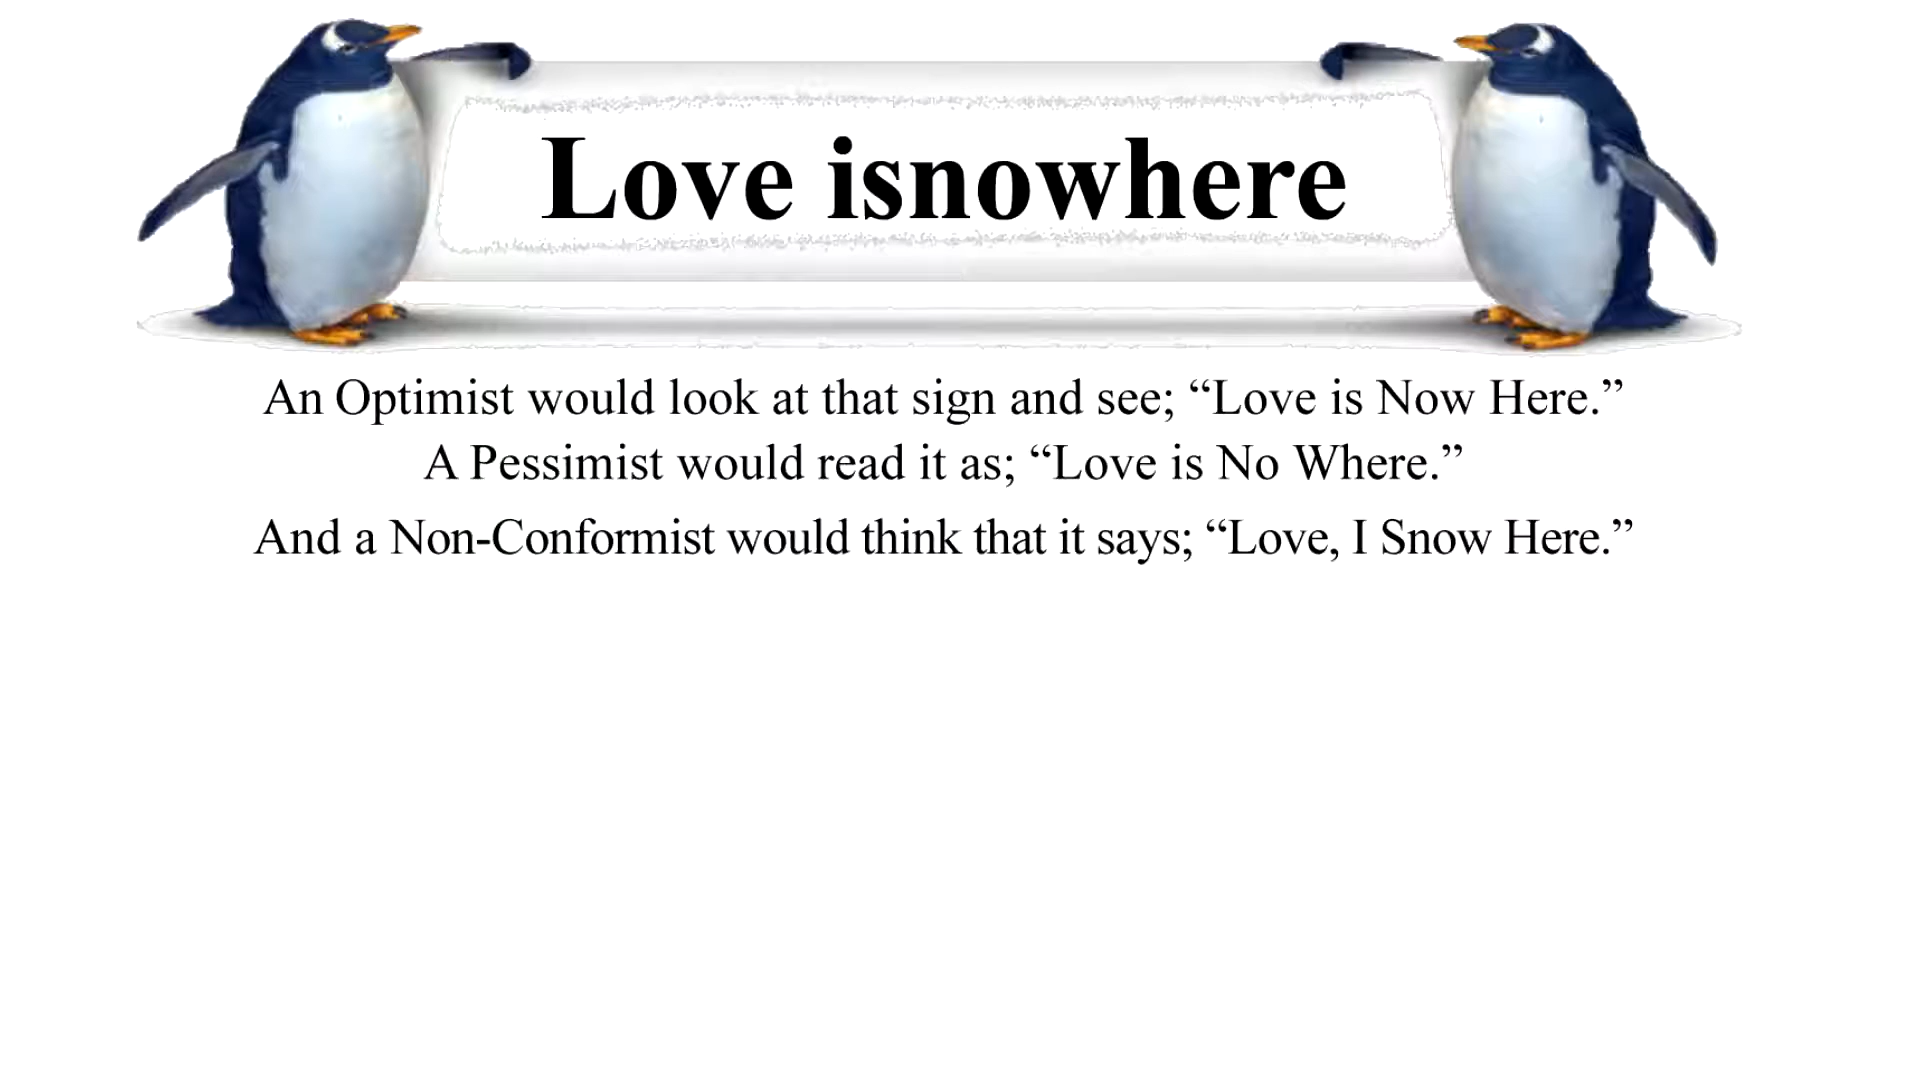 Love isnowhere
An Optimist would look at that sign and see; “Love is Now Here.”
A Pessimist would read it as; “Love is No Where.”
And a Non-Conformist would think that it says; “Love, I Snow Here.”